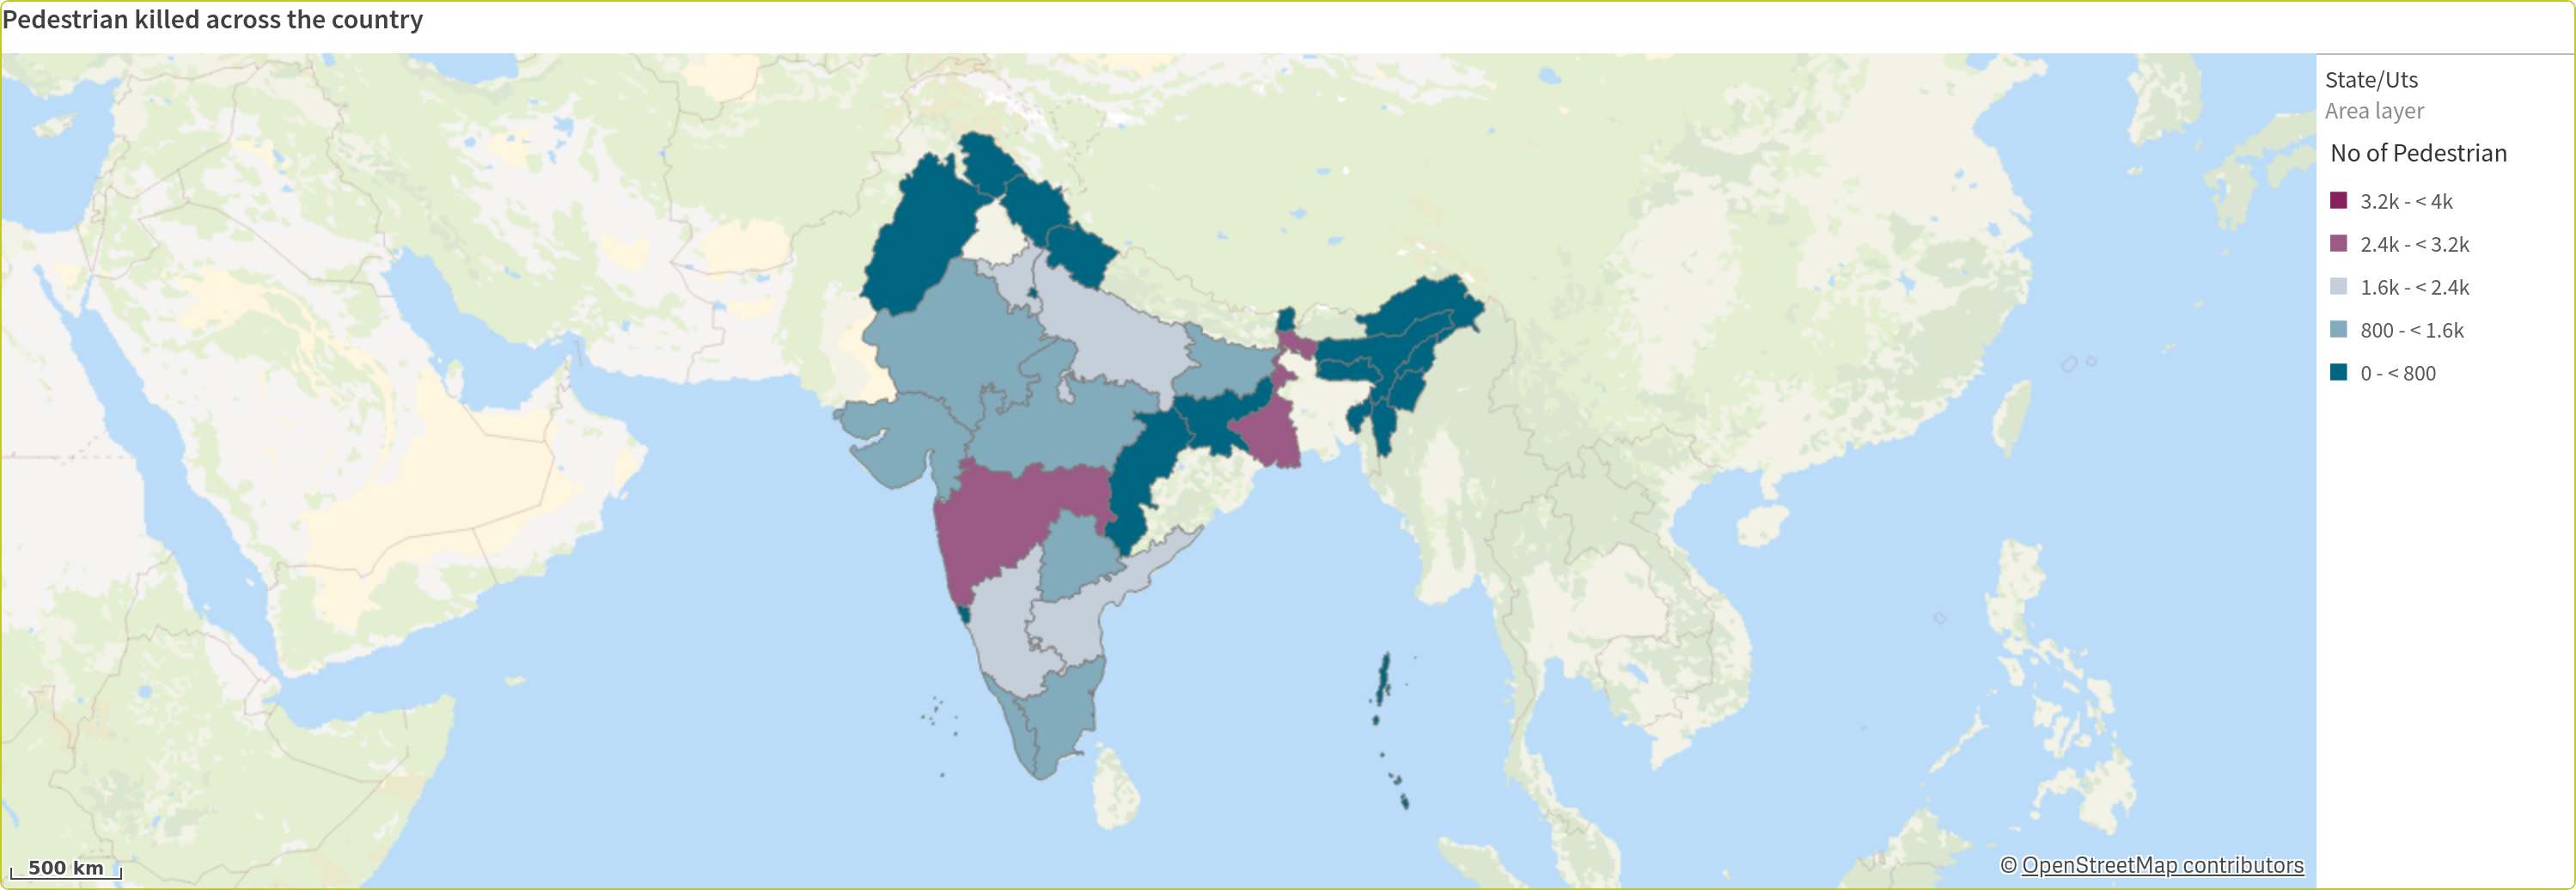 Pedestrian killed across the country
State/Uts
Area layer
No of Pedestrian
3.2k - < 4k
2.4k - < 3.2k
1.6k - < 2.4k
800 - < 1.6k
0 - < 800
500 km
© OpenStreetMap contributors